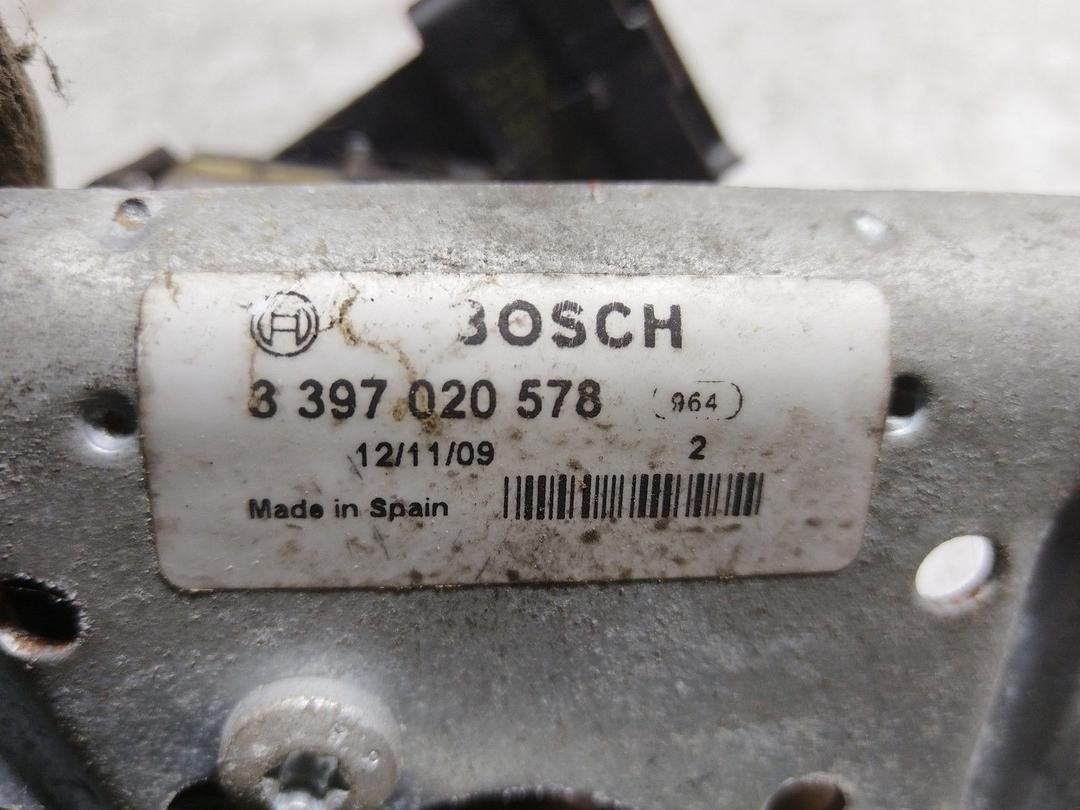 BOSCH
3 397 020 578 964
12/11/09 2
Made in Spain